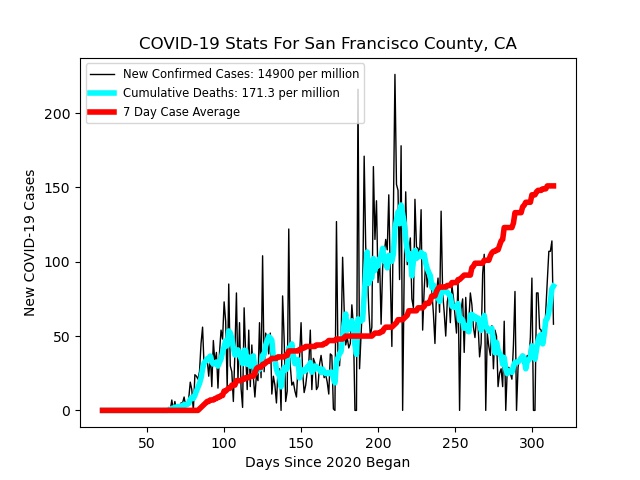 COVID-19 Stats For San Francisco County, CA
New Confirmed Cases: 14900 per million
Cumulative Deaths: 171.3 per million
7 Day Case Average
New COVID-19 Cases
200
150
100
50
0
50
100
150
200
250
300
Days Since 2020 Began